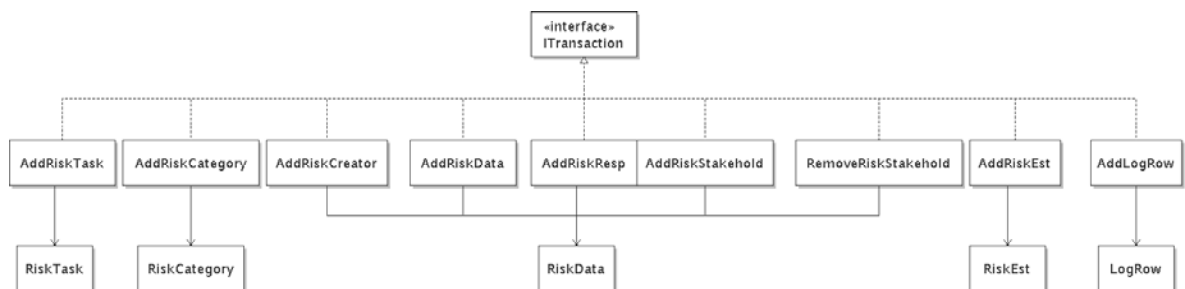 «interface»
ITransaction
AddRiskTask
AddRiskCategory
AddRiskCreator
AddRiskData
AddRiskResp
AddRiskStakehold
RemoveRiskStakehold
AddRiskEst
AddLogRow
RiskTask
RiskCategory
RiskData
RiskEst
LogRow